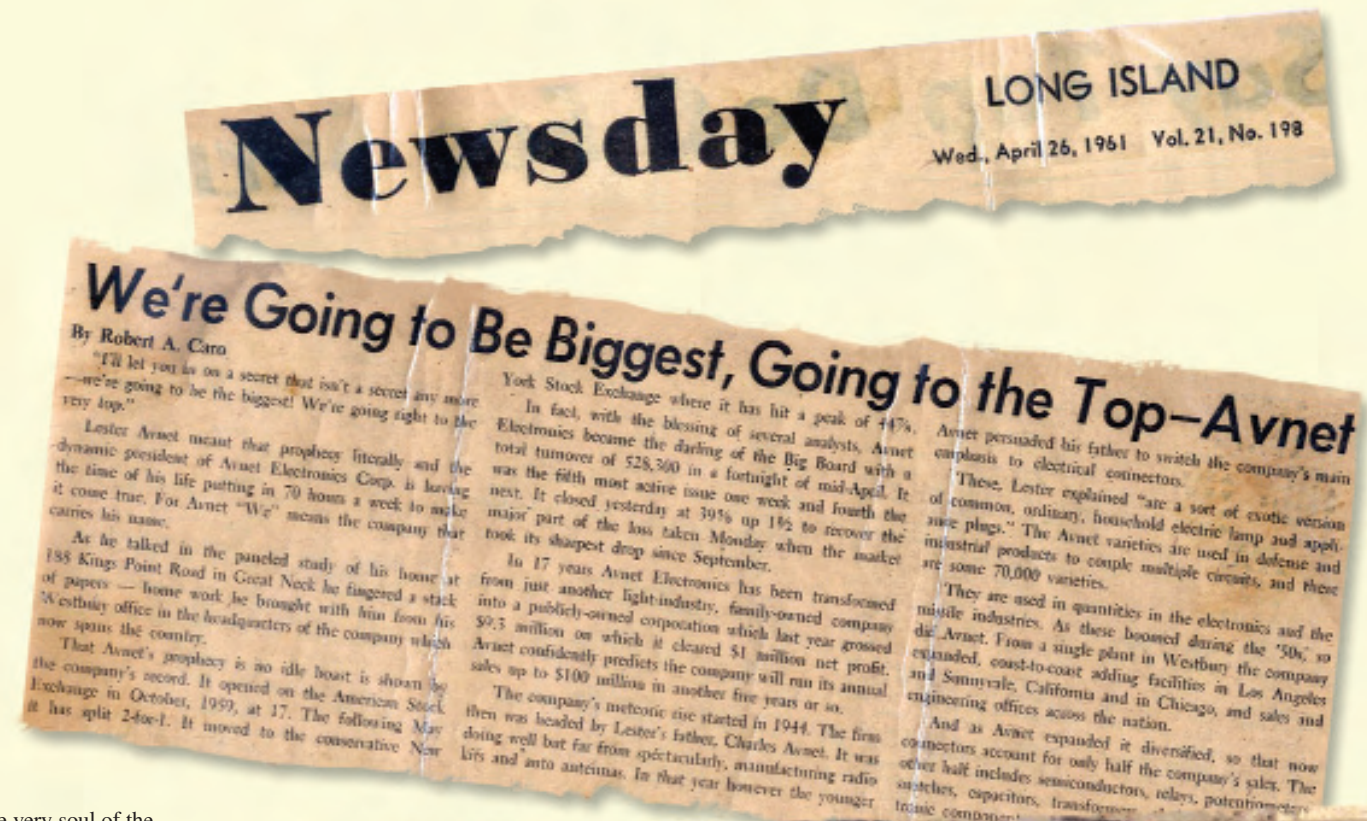 Newsday
LONG ISLAND
Wed., April 26, 1961 Vol. 21, No. 198
We're Going to Be Biggest, Going to the Top—Avnet
By Robert A. Caro
"I'll let you in on a secret that isn't a secret any more
—we're going to be the biggest! We're going right to the
very top."
Lester Avnet meant that prophecy literally and the
dynamic president of Avnet Electronics Corp. is having
the time of his life putting in 70 hours a week to make
it come true. For Avnet "We" means the company that
carries his name.
As he talked in the paneled study of his home at
188 Kings Point Road in Great Neck he fingered a stack
of papers — home work he brought with him from his
Westbury office in the headquarters of the company which
now spans the country.
That Avnet's prophecy is no idle boast is shown by
the company's record. It opened on the American Stock
Exchange in October, 1959, at 17. The following May
it has split 2-for-1. It moved to the conservative New
York Stock Exchange where it has hit a peak of
In fact, with the blessing of several analysts, Avnet
Electronics became the darling of the Big Board with a
total turnover of 528,300 in a fortnight of mid-April. It
was the fifth most active issue one week and fourth the
next. It closed yesterday at up 1½ to recover the
major part of the loss taken Monday when the market
took its sharpest drop since September.
In 17 years Avnet Electronics has been transformed
from just another light-industry, family-owned company
into a publicly-owned corporation which last year grossed
$9.3 million on which it cleared $1 million net profit.
Avnet confidently predicts the company will run its annual
sales up to $100 million in another five years or so.
The company's meteoric rise started in 1944. The firm
then was headed by Lester's father, Charles Avnet. It was
doing well but far from spectacularly, manufacturing radio
kits and auto antennas. In that year however the younger
Avnet persuaded his father to switch the company's main
emphasis to electrical connectors.
These, Lester explained "are a sort of exotic version
of common, ordinary, household electric lamp and appli-
ance plugs." The Avnet varieties are used in defense and
industrial products to couple multiple circuits, and there
are some 70,000 varieties.
They are used in quantities in the electronics and the
missile industries. As these boomed during the '50s, so
did Avnet. From a single plant in Westbury the company
expanded, coast-to-coast adding facilities in Los Angeles
and Sunnyvale, California and in Chicago, and sales and
engineering offices across the nation.
And as Avnet expanded it diversified, so that now
connectors account for only half the company's sales. The
other half includes semiconductors, relays, potentiometers,
switches, capacitors, transformers
tronic
e very soul of the